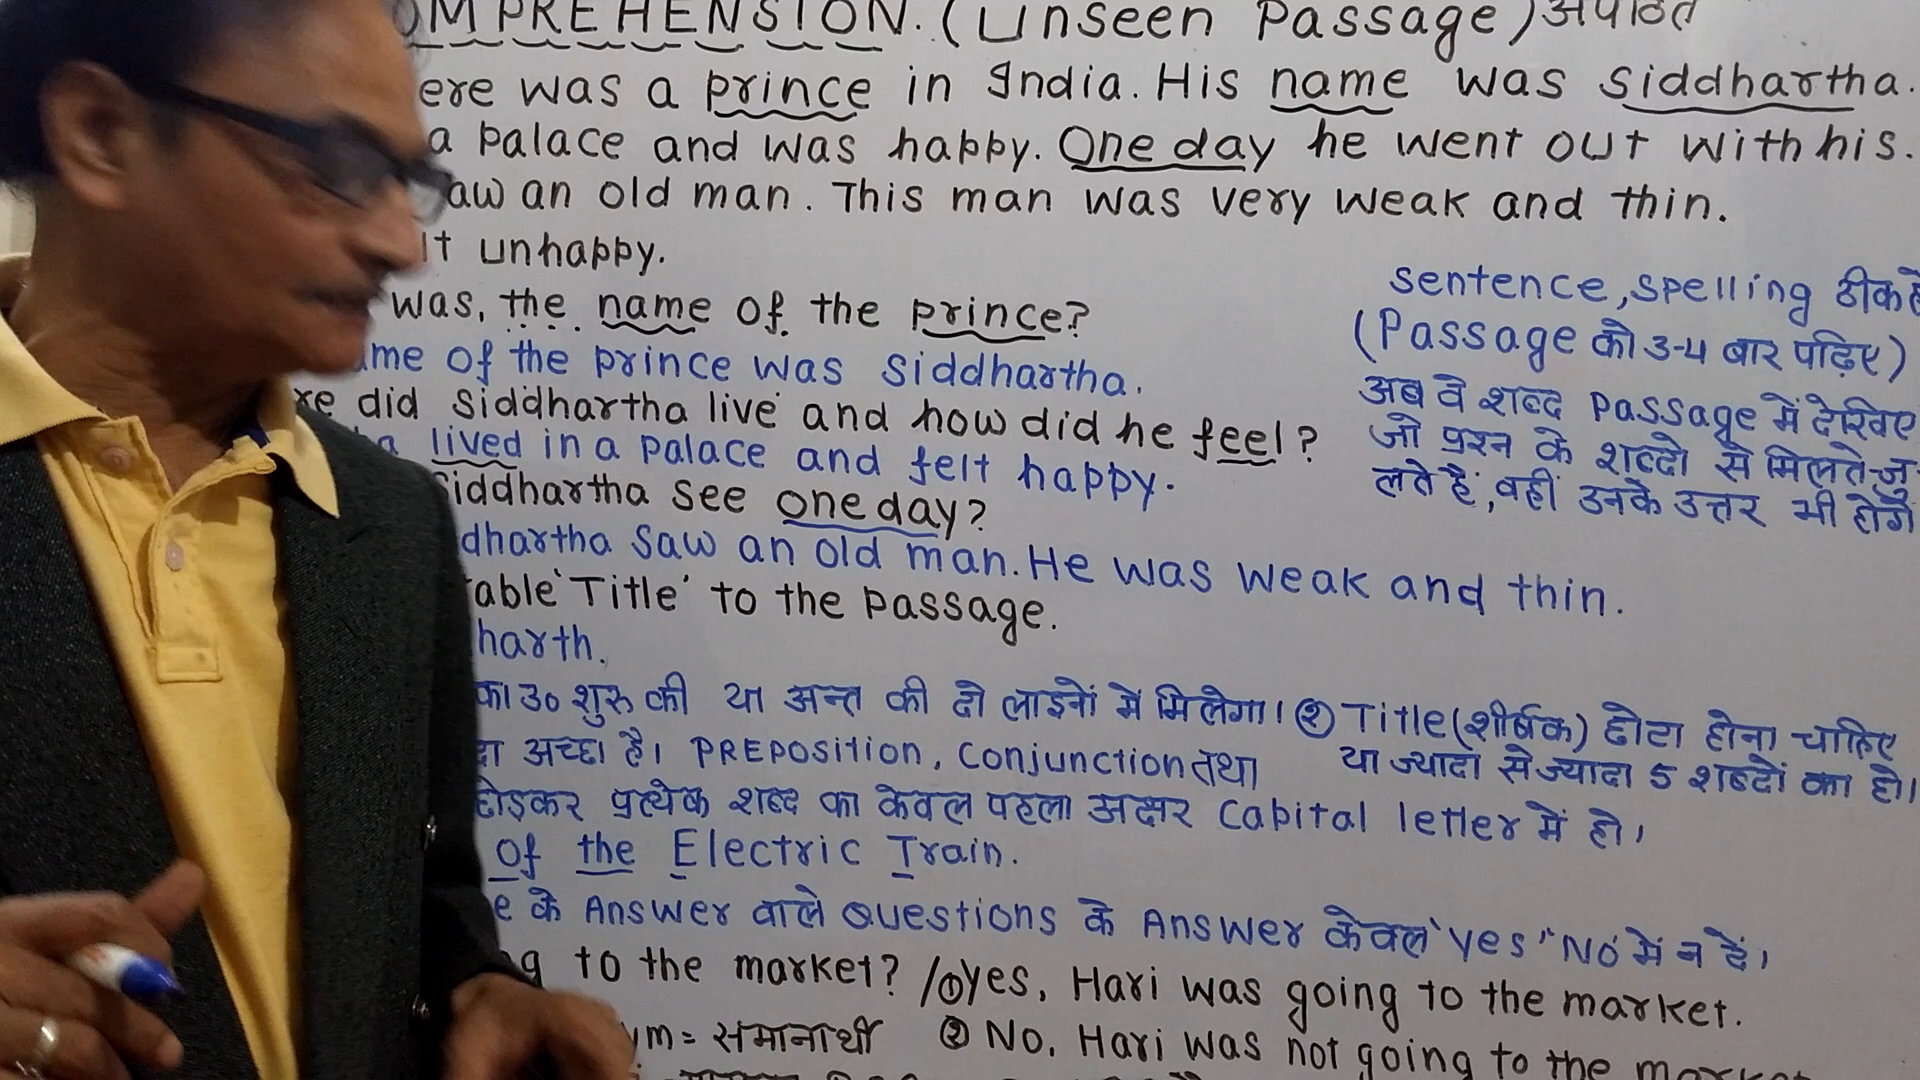 OMPREHENSION. (Unseen Passage) अपठित
ere was a prince in India. His name was Siddhartha.
a palace and was happy. One day he went out with his.
aw an old man. This man was very weak and thin.
lt unhappy.
was, the name of the prince?
me of the prince was Siddhartha.
re did Siddhartha live and how did he feel?
a lived in a palace and felt happy.
Siddhartha see one day?
dhartha saw an old man. He was weak and thin.
table 'Title' to the passage.
harth.
sentence, spelling ठीक है
(Passage को 3-4 बार पढ़िए)
अब वे शब्द Passage में देखिए
जो प्रश्न के शब्दो से मिलते-जु
लते हैं, वहीं उनके उत्तर भी होंगे
का उ० शुरू की या अन्त की दो लाइनों में मिलेगा। (२) Title (शीर्षक) छोटा होना चाहिए
दा अच्छा है। PREPOSITION, Conjunction तथा या ज्यादा से ज्यादा 5 शब्दों का हो।
छोड़कर प्रत्येक शब्द का केवल पहला अक्षर Capital letter में हो।
of the Electric Train.
e के Answer वाले Questions के Answer केवल 'yes' 'No' में न दें।
ng to the market? /① yes, Hari was going to the market.
ym = समानार्थी ② No, Hari was not going to the market